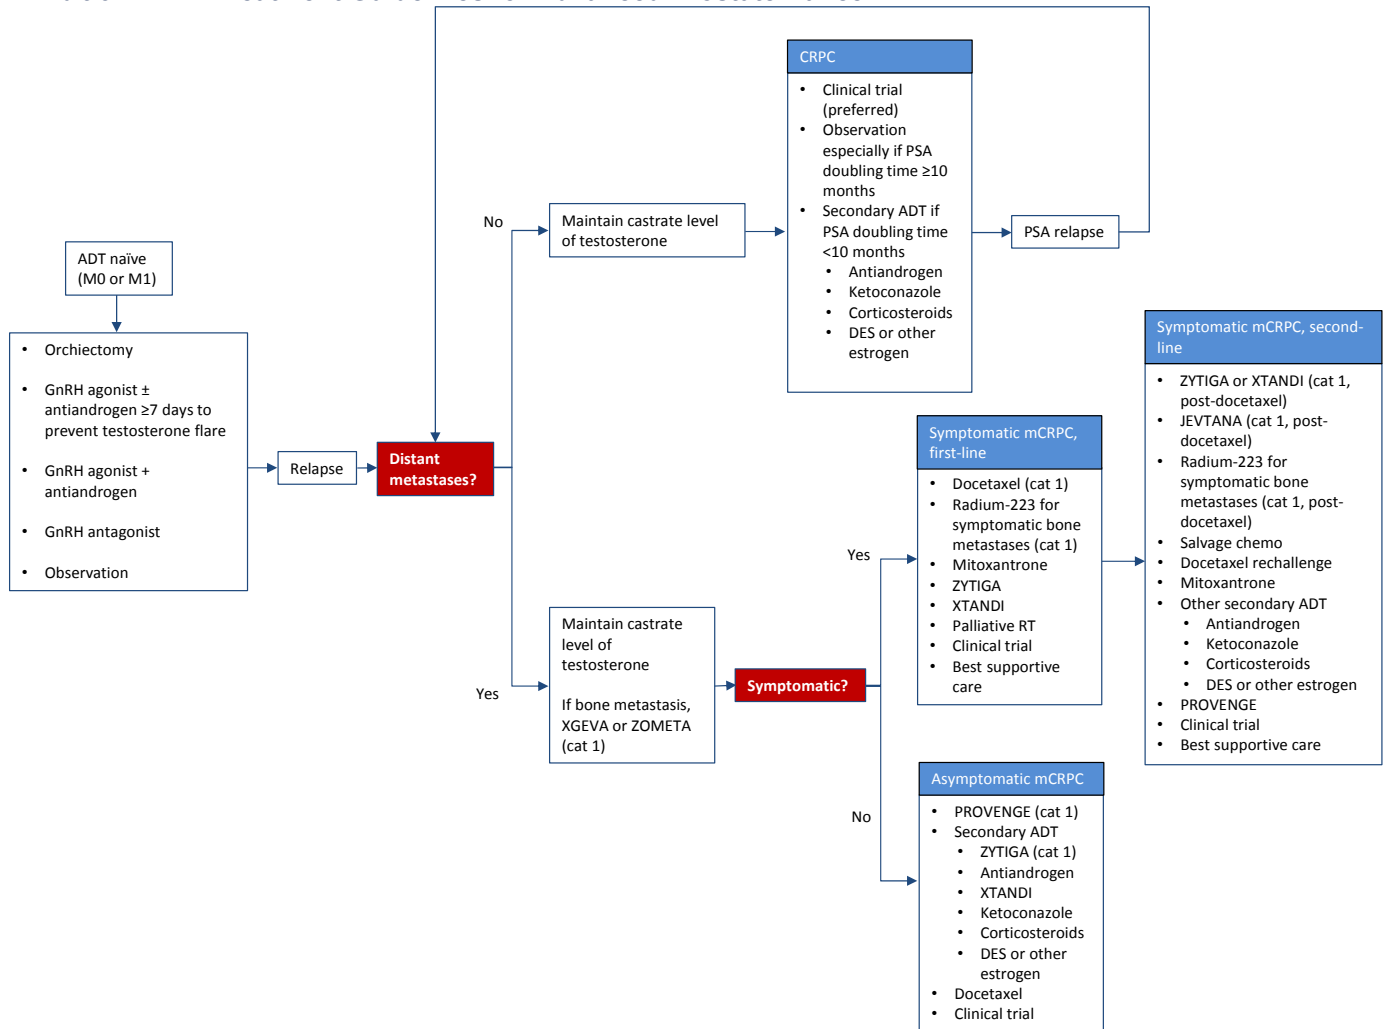 CRPC
• Clinical trial
(preferred)
• Observation
especially if PSA
doubling time ≥10
months
• Secondary ADT if
PSA doubling time
<10 months
• Antiandrogen
• Ketoconazole
• Corticosteroids
• DES or other
estrogen
No
Maintain castrate level
of testosterone
PSA relapse
ADT naïve
(M0 or M1)
• Orchiectomy
• GnRH agonist ±
antiandrogen ≥7 days to
prevent testosterone flare
• GnRH agonist +
antiandrogen
• GnRH antagonist
• Observation
Relapse
Distant
metastases?
Yes
Maintain castrate
level of
testosterone
If bone metastasis,
XGEVA or ZOMETA
(cat 1)
Symptomatic?
Yes
Symptomatic mCRPC,
first-line
• Docetaxel (cat 1)
• Radium-223 for
symptomatic bone
metastases (cat 1)
• Mitoxantrone
• ZYTIGA
• XTANDI
• Palliative RT
• Clinical trial
• Best supportive
care
Symptomatic mCRPC, second-
line
• ZYTIGA or XTANDI (cat 1,
post-docetaxel)
• JEVTANA (cat 1, post-
docetaxel)
• Radium-223 for
symptomatic bone
metastases (cat 1, post-
docetaxel)
• Salvage chemo
• Docetaxel rechallenge
• Mitoxantrone
• Other secondary ADT
• Antiandrogen
• Ketoconazole
• Corticosteroids
• DES or other estrogen
• PROVENGE
• Clinical trial
• Best supportive care
No
Asymptomatic mCRPC
• PROVENGE (cat 1)
• Secondary ADT
• ZYTIGA (cat 1)
• Antiandrogen
• XTANDI
• Ketoconazole
• Corticosteroids
• DES or other
estrogen
• Docetaxel
• Clinical trial